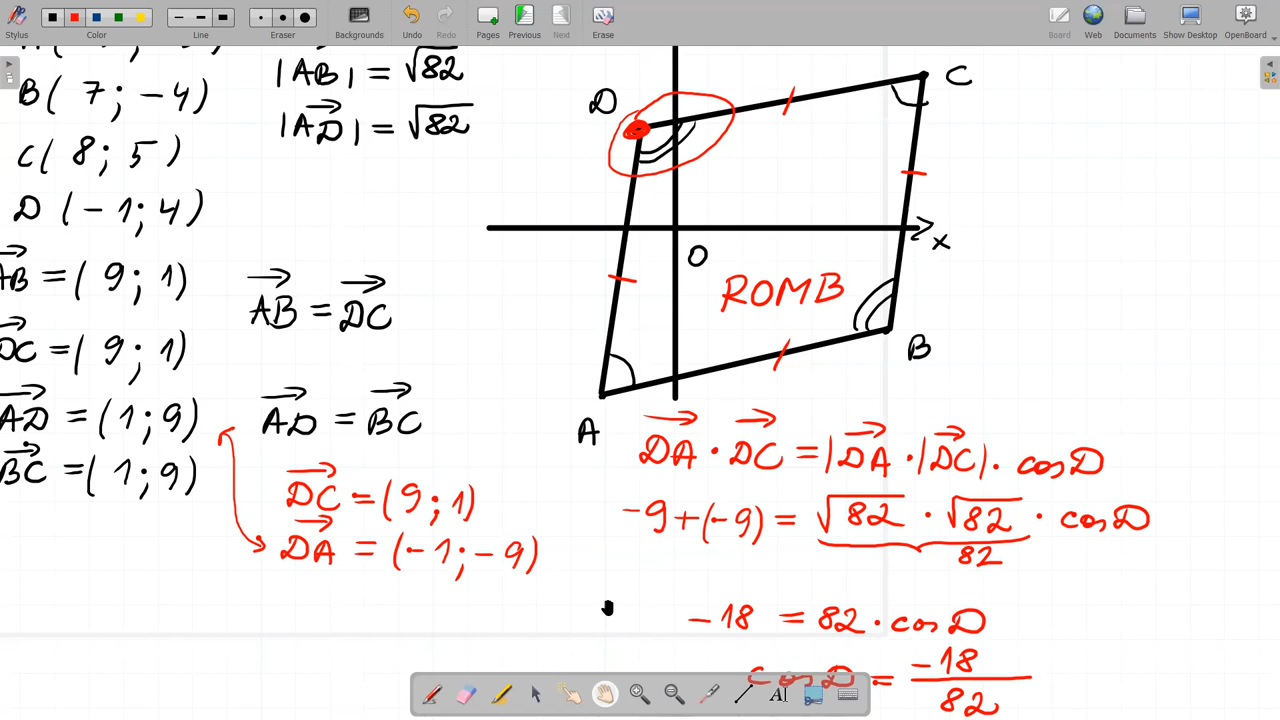 Stylus Color Line Eraser Backgrounds Undo Redo Pages Previous Next Erase Board Web Documents Show Desktop OpenBoard
|AB| = √82
B( 7; -4)
|AD| = √82
C( 8; 5 )
D (-1; 4)
AB = ( 9; 1)
AB = DC
DC = ( 9; 1)
AD = (1; 9)
AD = BC
BC = ( 1; 9)
DC = (9; 1)
DA = (-1; -9)
D
C
O
x
ROMB
B
A
DA · DC = |DA| · |DC| · cos D
-9 + (-9) = √82 · √82 · cos D
82
-18 = 82 · cos D
cos D = -18
82